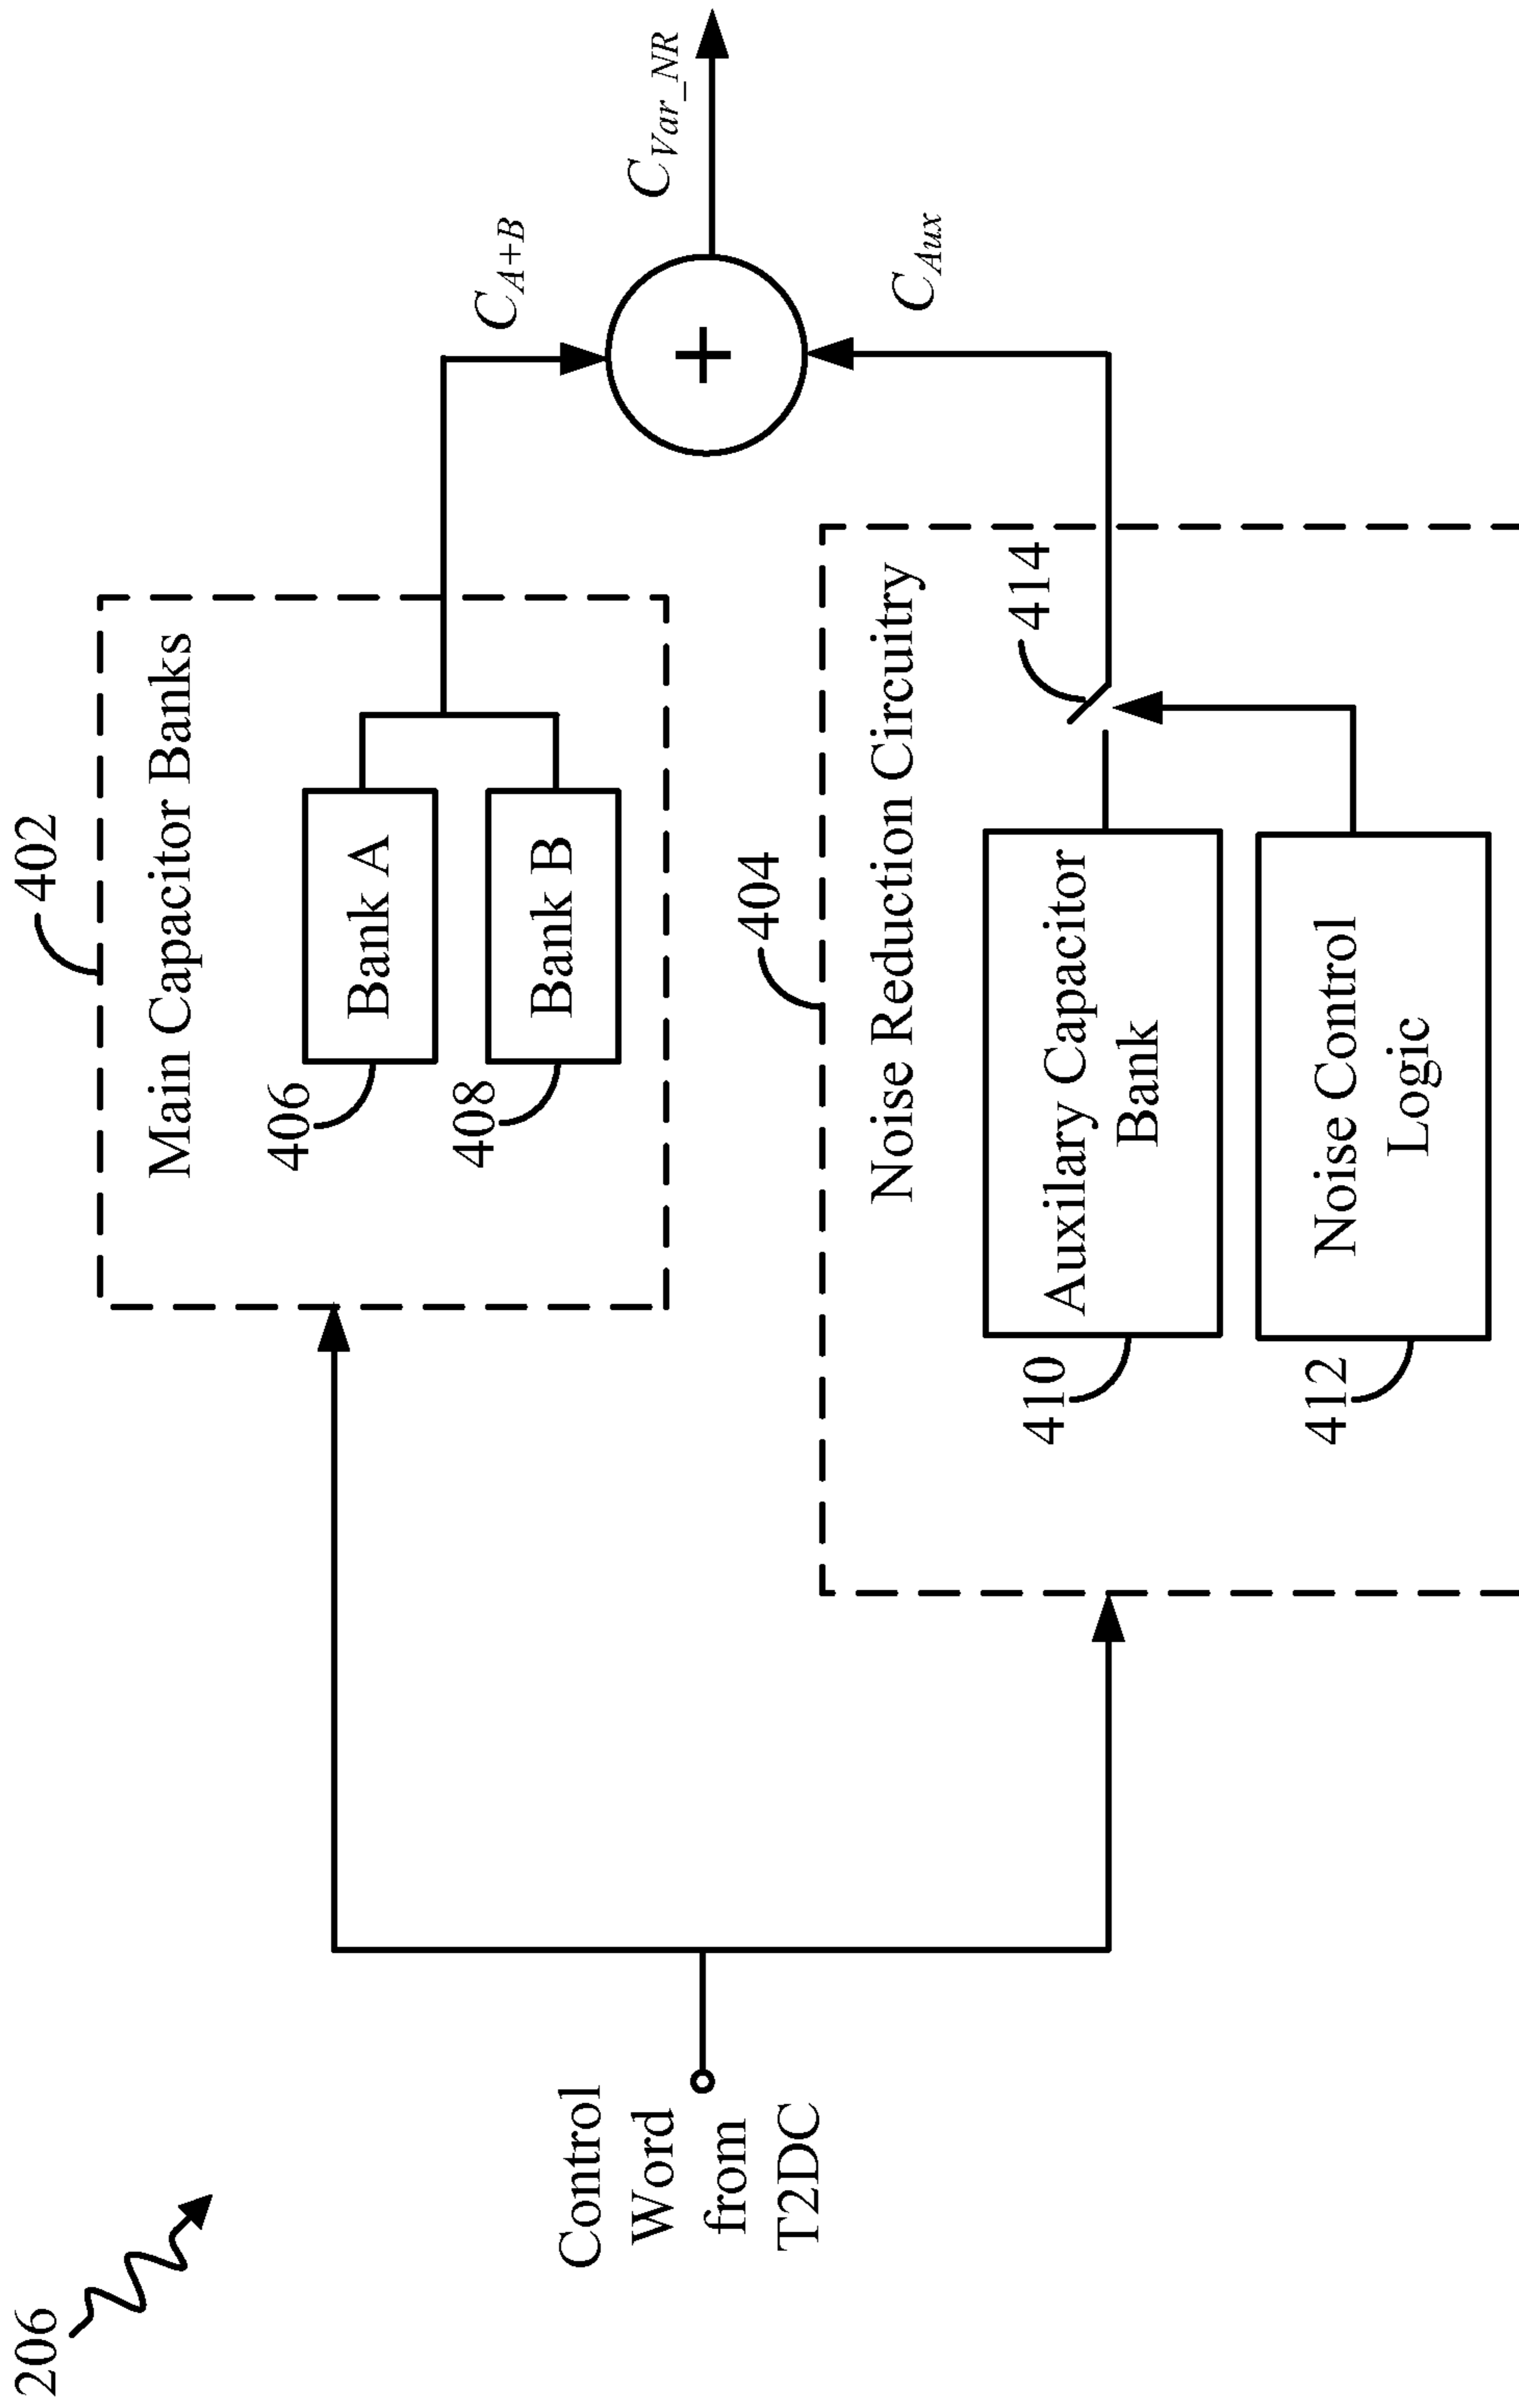 206
Control
Word
from
T2DC
402
Main Capacitor Banks
406
Bank A
408
Bank B
404
Noise Reduction Circuitry
410
Auxilary Capacitor
Bank
412
Noise Control
Logic
414
C_{A+B}
C_{Var_NR}
C_{Aux}
+